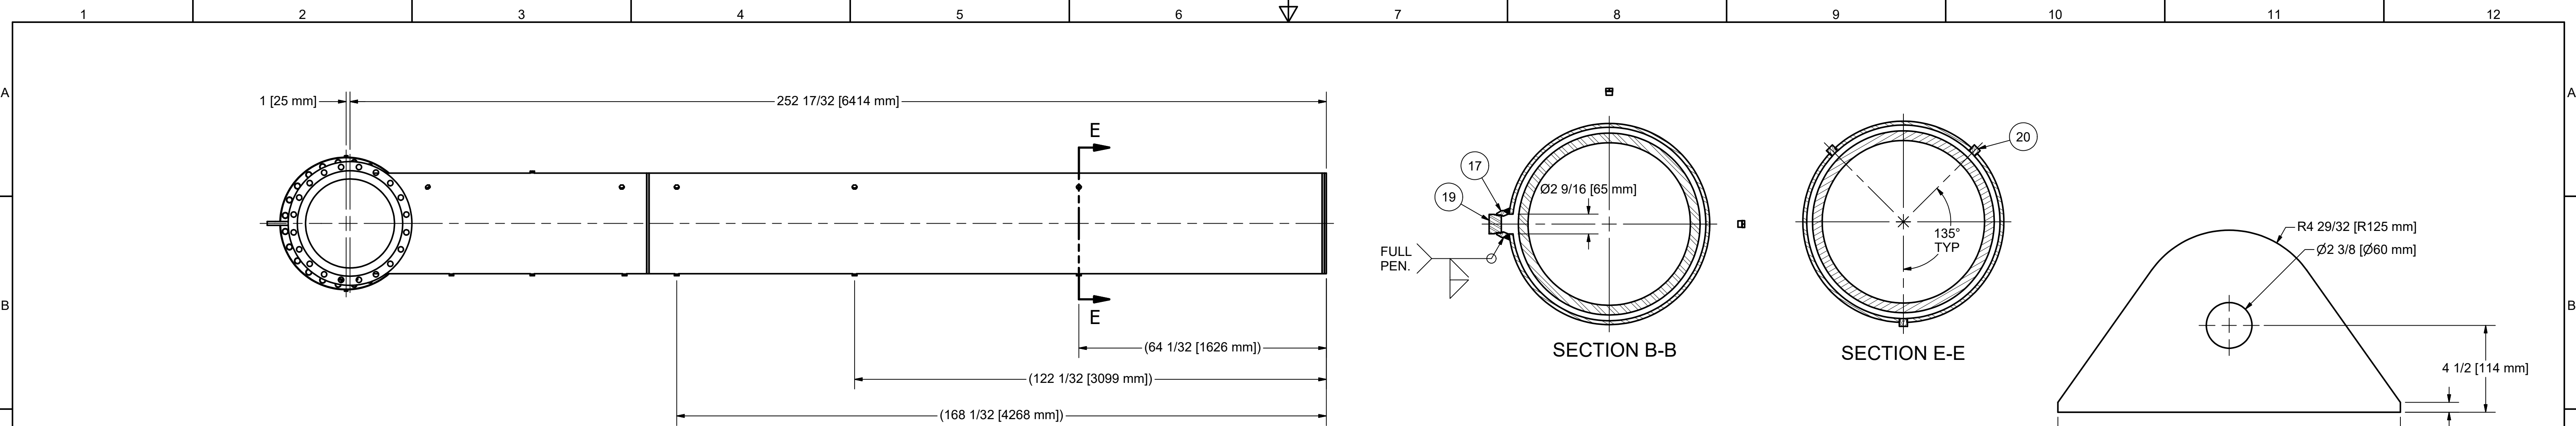 1 2 3 4 5 6 7 8 9 10 11 12
A A
1 [25 mm]
252 17/32 [6414 mm]
E
17
19
Ø2 9/16 [65 mm]
FULL
PEN.
SECTION B-B
20
135°
TYP
SECTION E-E
R4 29/32 [R125 mm]
Ø2 3/8 [Ø60 mm]
B B
E
(64 1/32 [1626 mm])
4 1/2 [114 mm]
(122 1/32 [3099 mm])
(168 1/32 [4268 mm])